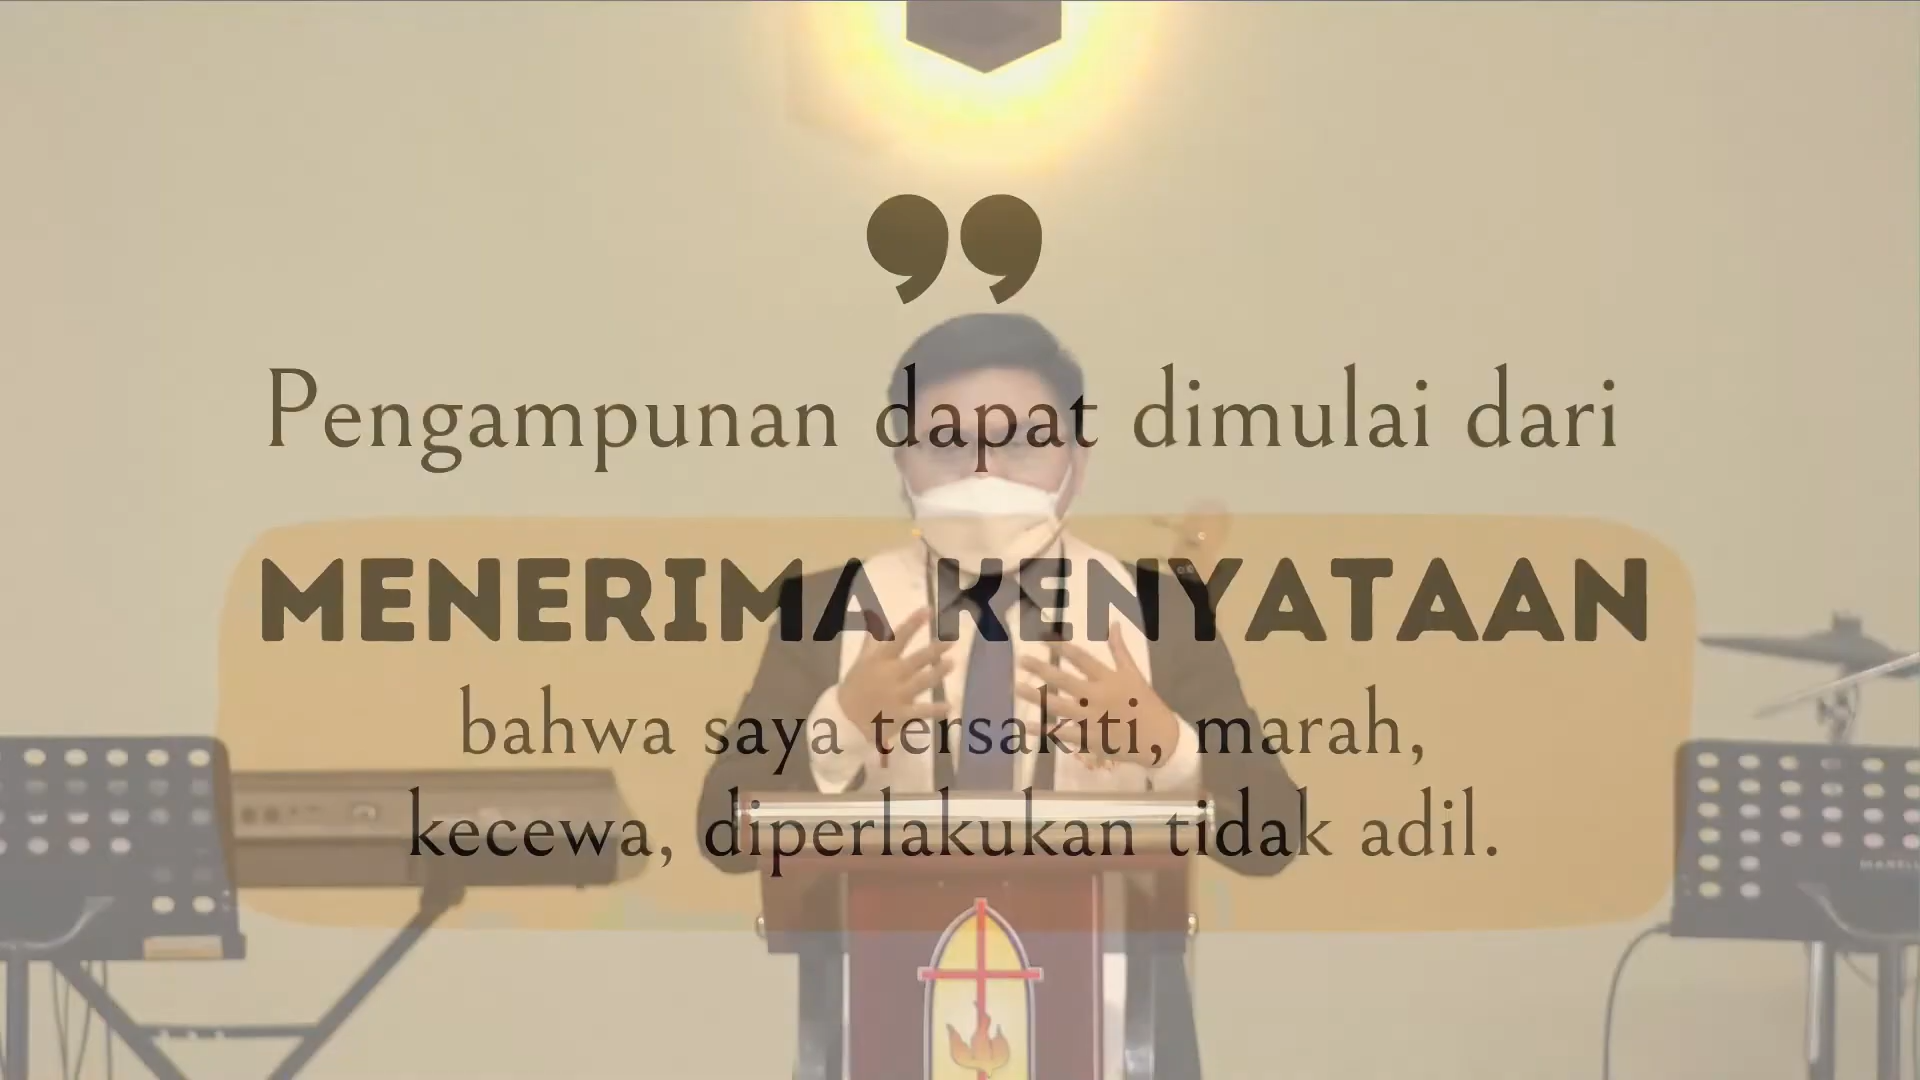 ”
Pengampunan dapat dimulai dari
MENERIMA KENYATAAN
bahwa saya tersakiti, marah,
kecewa, diperlakukan tidak adil.